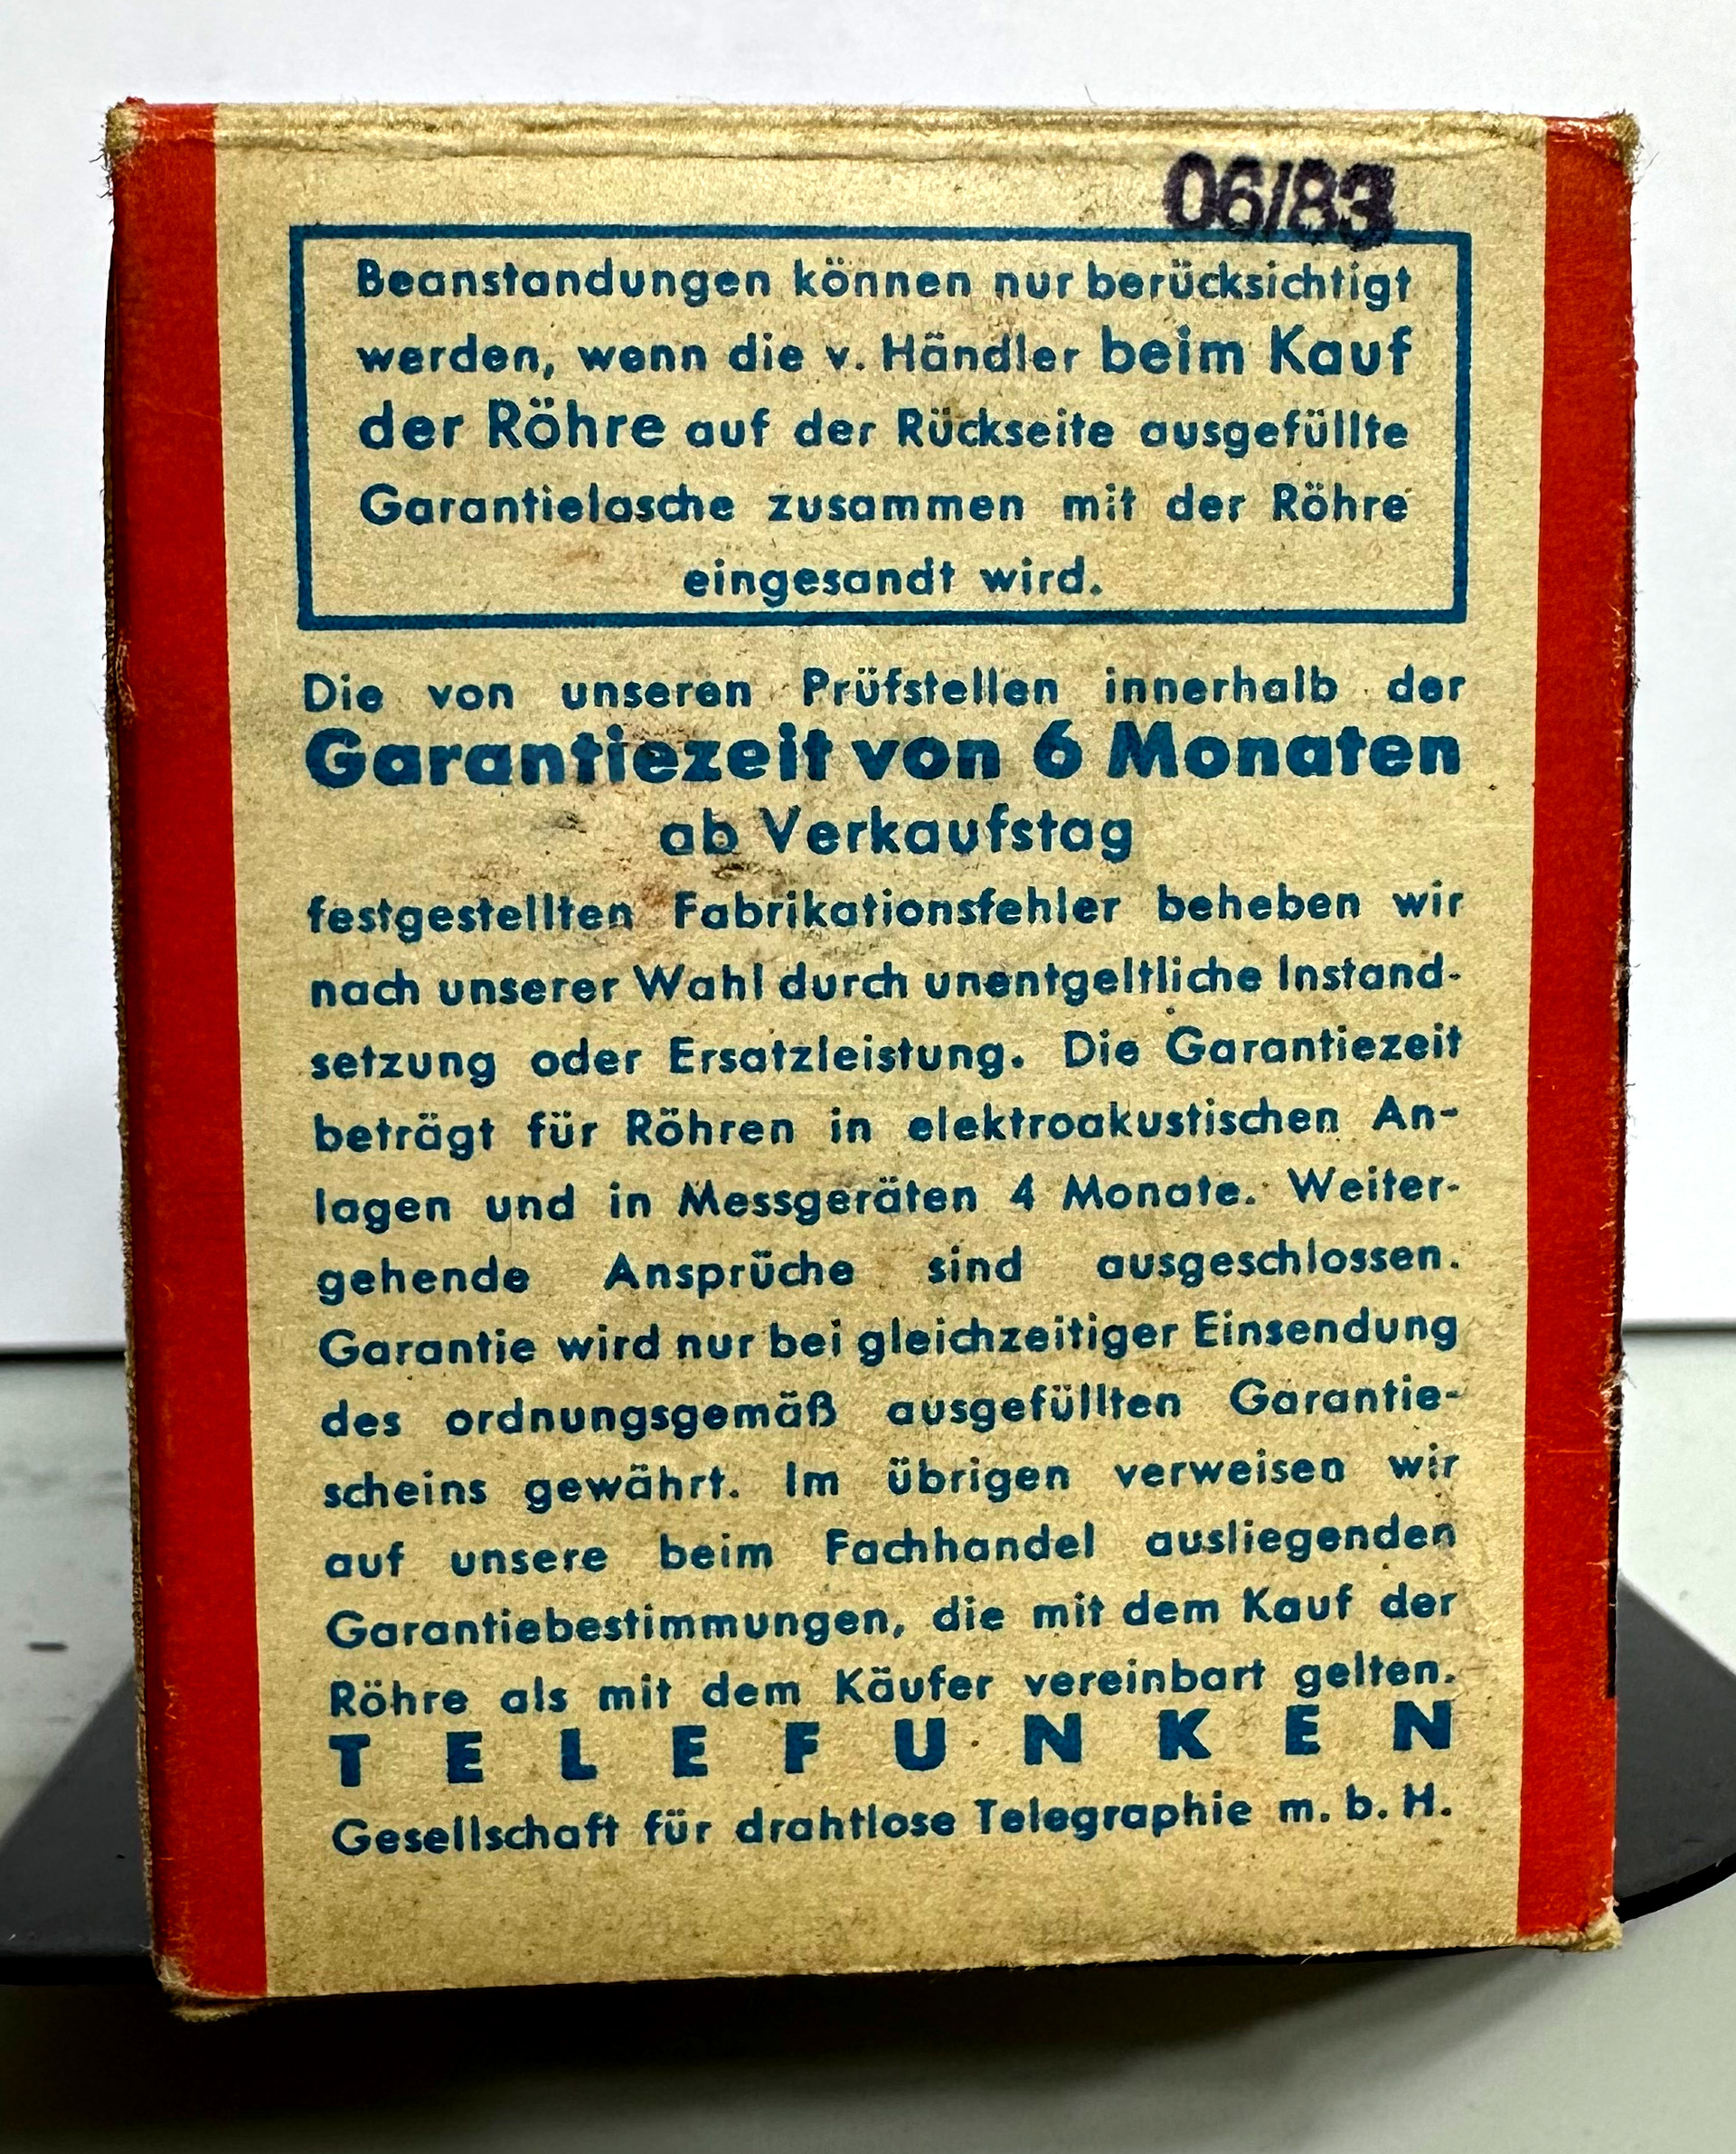 06/83
Beanstandungen können nur berücksichtigt
werden, wenn die v. Händler beim Kauf
der Röhre auf der Rückseite ausgefüllte
Garantielasche zusammen mit der Röhre
eingesandt wird.
Die von unseren Prüfstellen innerhalb der
Garantiezeit von 6 Monaten
ab Verkaufstag
festgestellten Fabrikationsfehler beheben wir
nach unserer Wahl durch unentgeltliche Instand-
setzung oder Ersatzleistung. Die Garantiezeit
beträgt für Röhren in elektroakustischen An-
lagen und in Messgeräten 4 Monate. Weiter-
gehende Ansprüche sind ausgeschlossen.
Garantie wird nur bei gleichzeitiger Einsendung
des ordnungsgemäß ausgefüllten Garantie-
scheins gewährt. Im übrigen verweisen wir
auf unsere beim Fachhandel ausliegenden
Garantiebestimmungen, die mit dem Kauf der
Röhre als mit dem Käufer vereinbart gelten.
TELEFUNKEN
Gesellschaft für drahtlose Telegraphie m. b. H.